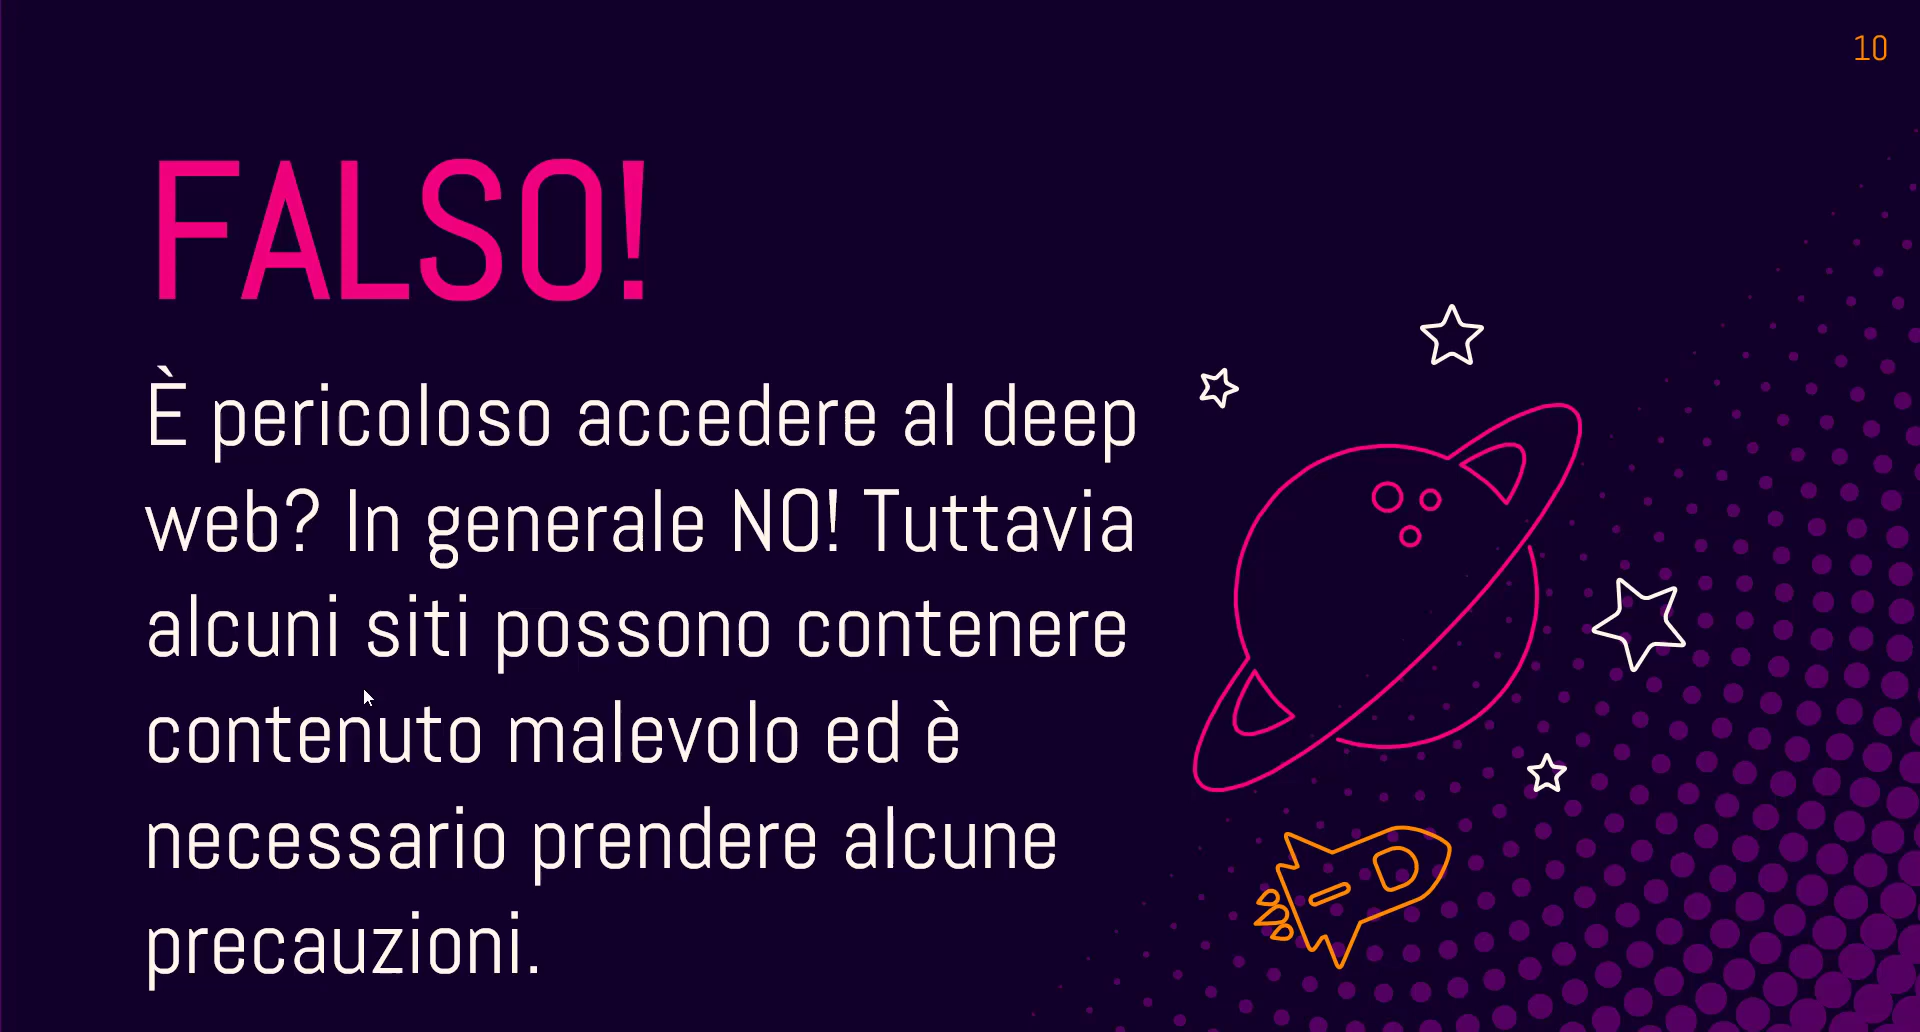 10
FALSO!
È pericoloso accedere al deep
web? In generale NO! Tuttavia
alcuni siti possono contenere
contenuto malevolo ed è
necessario prendere alcune
precauzioni.